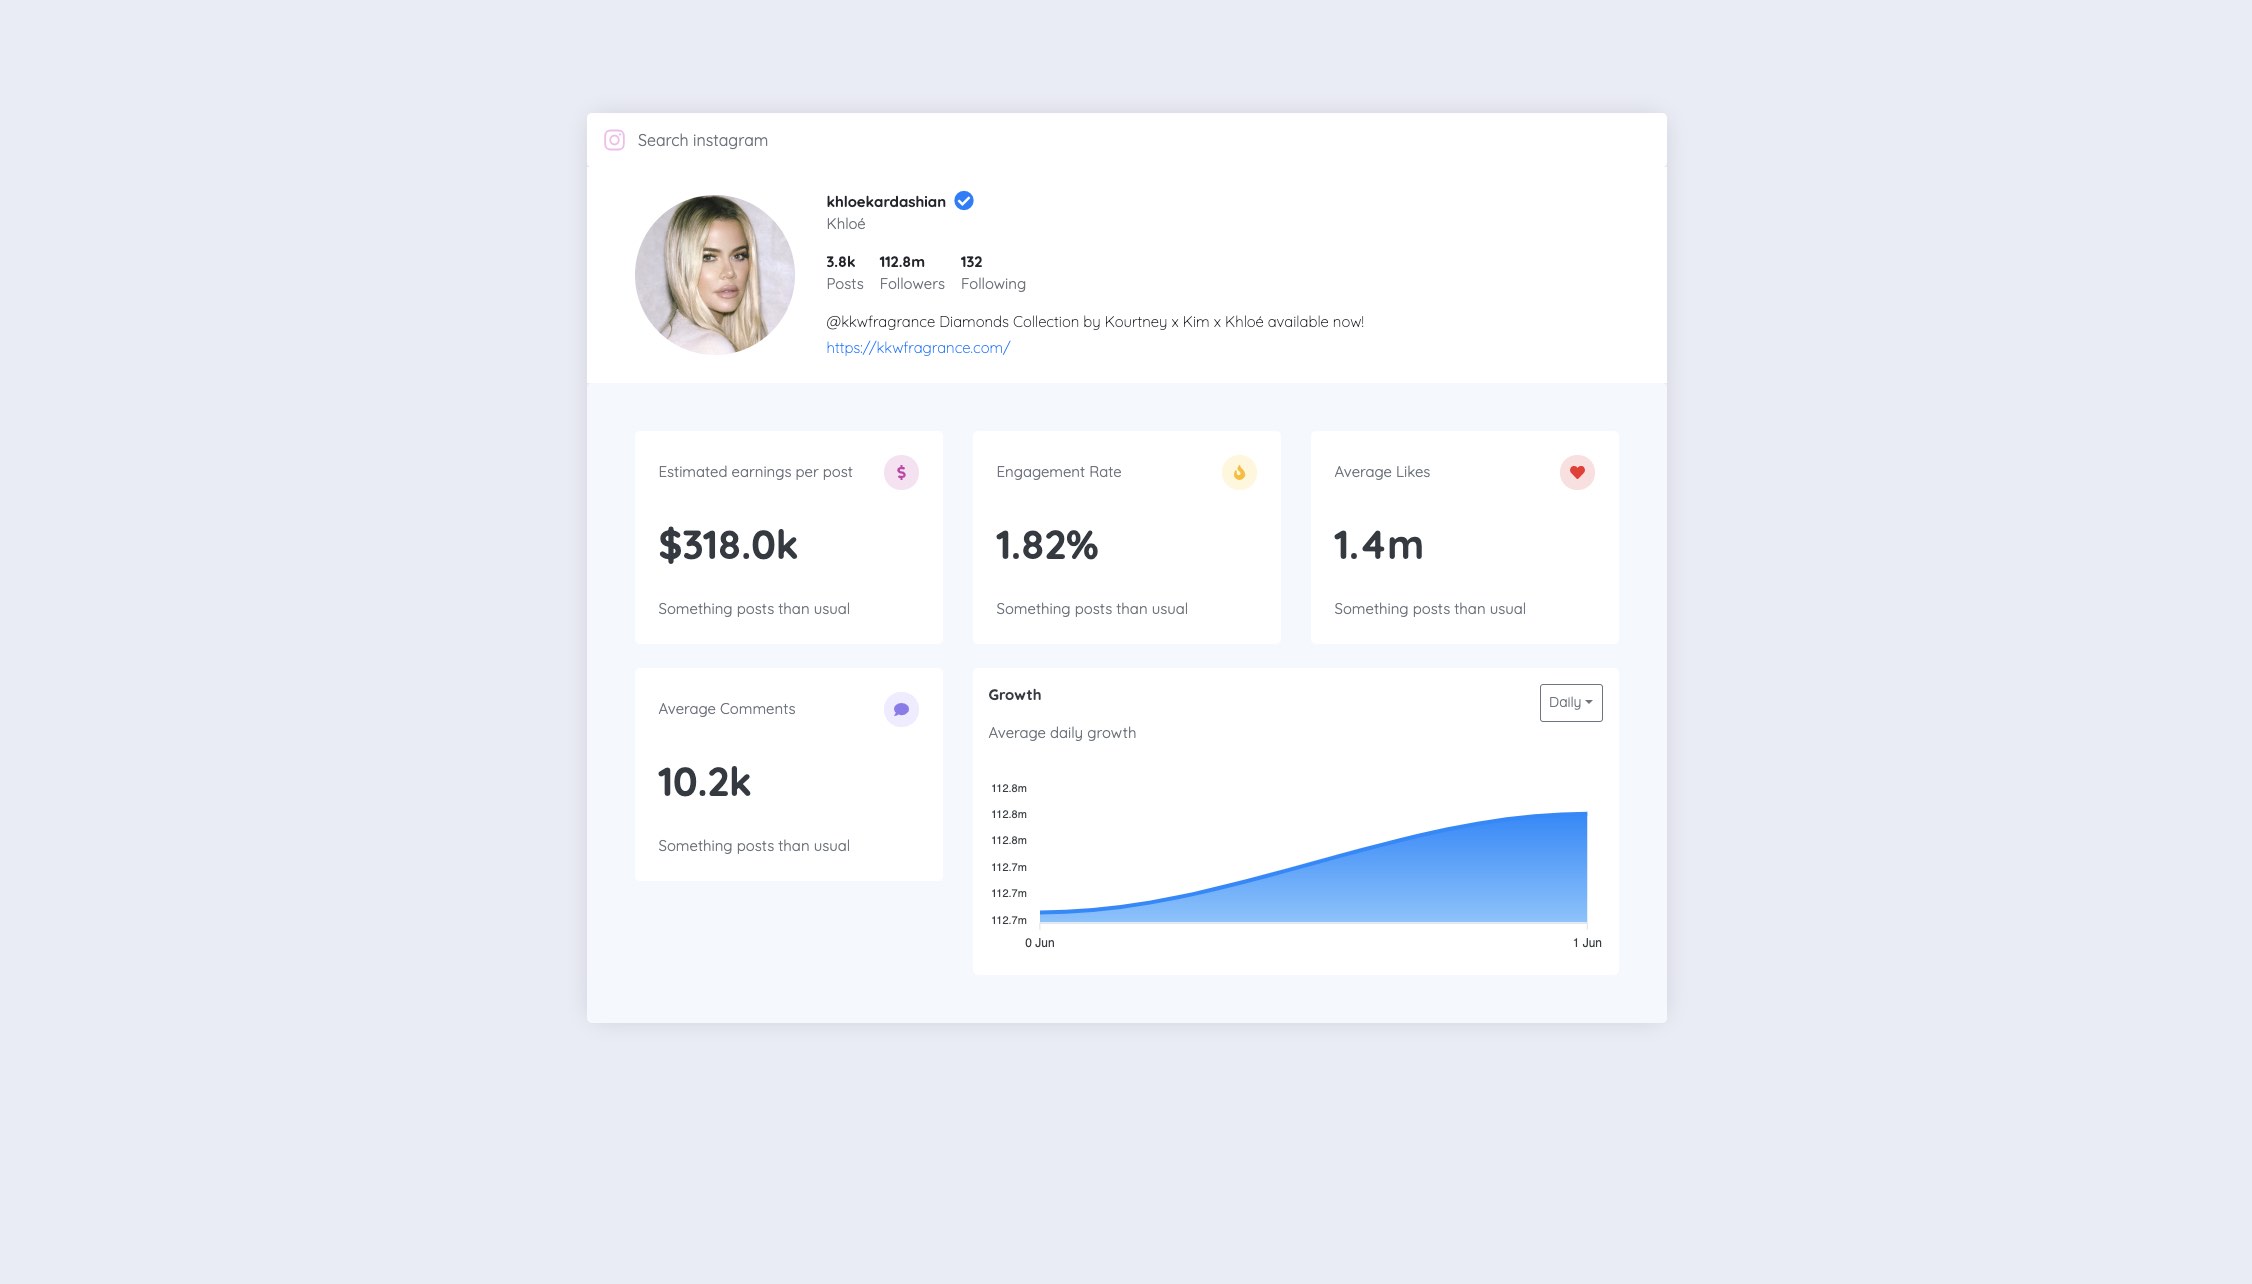 Search instagram
khloekardashian
Khloé
3.8k 112.8m 132
Posts Followers Following
@kkwfragrance Diamonds Collection by Kourtney x Kim x Khloé available now!
https://kkwfragrance.com/
Estimated earnings per post
$
$318.0k
Something posts than usual
Engagement Rate
1.82%
Something posts than usual
Average Likes
1.4m
Something posts than usual
Average Comments
10.2k
Something posts than usual
Growth
Daily
Average daily growth
112.8m
112.8m
112.8m
112.7m
112.7m
112.7m
0 Jun 1 Jun